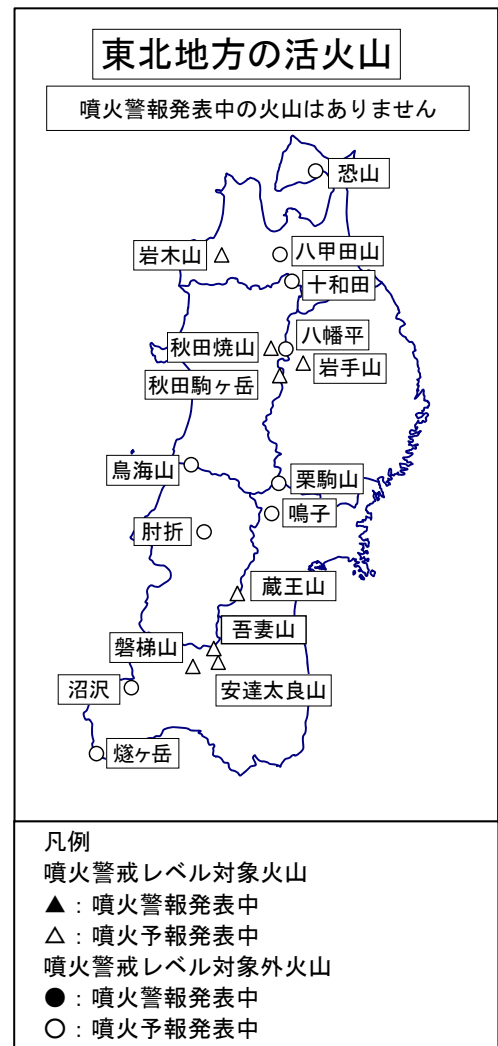 東北地方の活火山
噴火警報発表中の火山はありません
恐山
岩木山
八甲田山
十和田
秋田焼山
八幡平
岩手山
秋田駒ヶ岳
鳥海山
栗駒山
鳴子
肘折
蔵王山
吾妻山
磐梯山
沼沢
安達太良山
燧ヶ岳
凡例
噴火警戒レベル対象火山
▲：噴火警報発表中
△：噴火予報発表中
噴火警戒レベル対象外火山
●：噴火警報発表中
○：噴火予報発表中